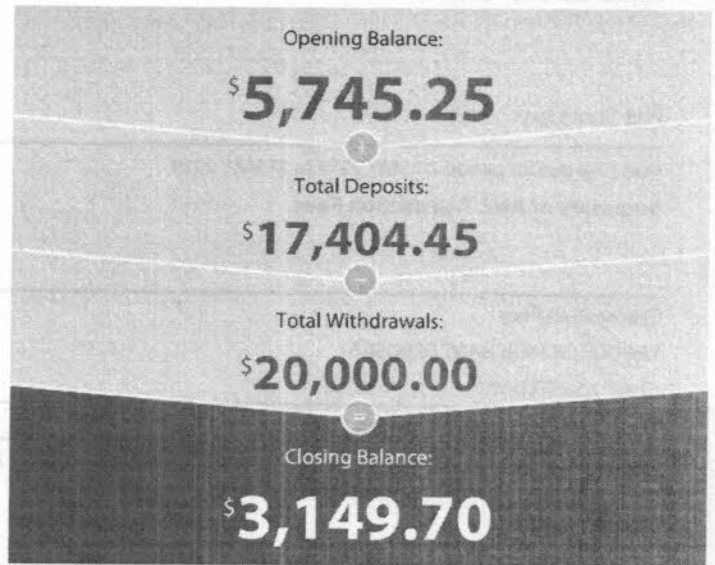 Opening Balance:
$5,745.25
+
Total Deposits:
$17,404.45
−
Total Withdrawals:
$20,000.00
=
Closing Balance:
$3,149.70